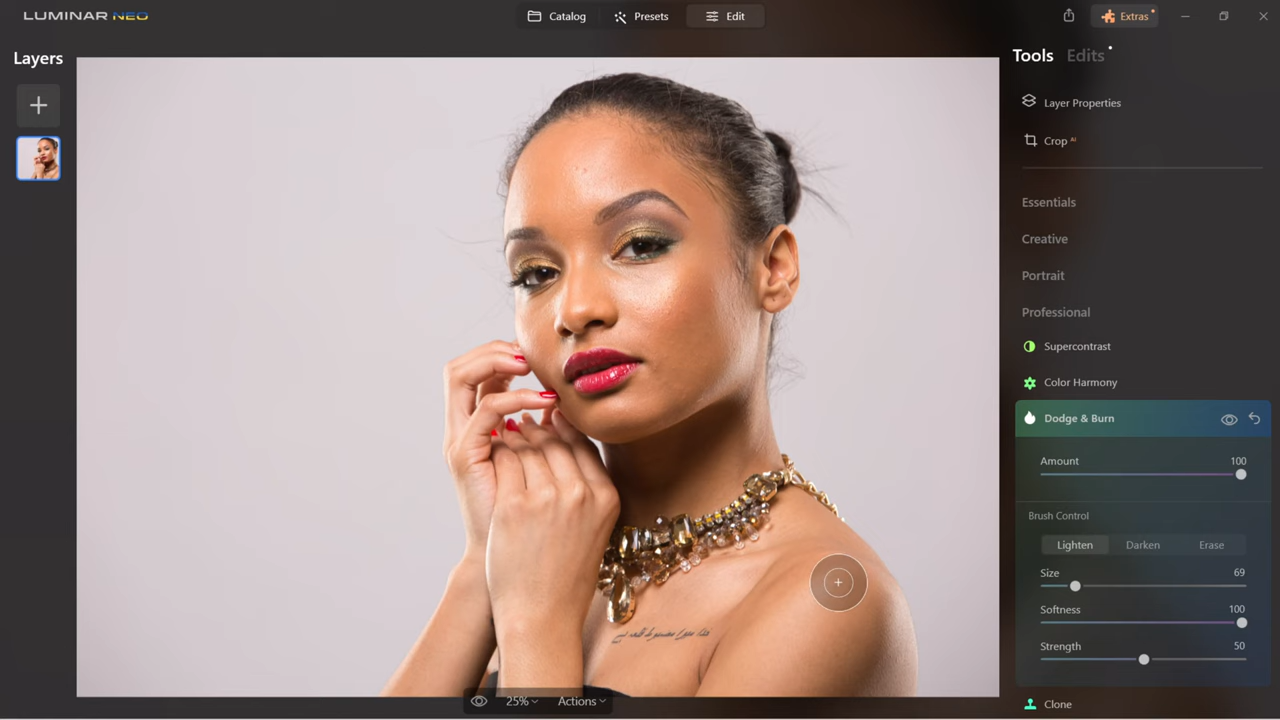 LUMINAR NEO
Catalog
Presets
Edit
Extras
Layers
Tools
Edits
Layer Properties
Crop AI
Essentials
Creative
Portrait
Professional
Supercontrast
Color Harmony
Dodge & Burn
Amount 100
Brush Control
Lighten Darken Erase
Size 69
Softness 100
Strength 50
Clone
25%
Actions